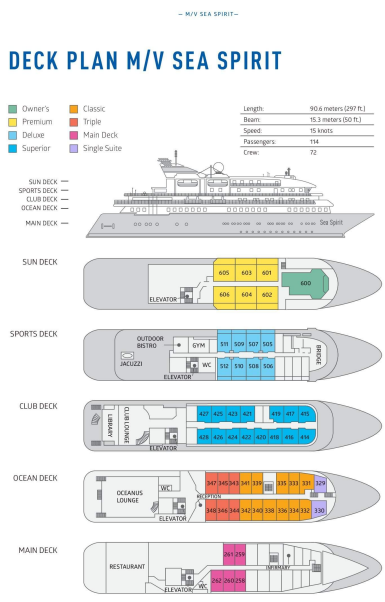 — M/V SEA SPIRIT—
DECK PLAN M/V SEA SPIRIT
Owner's
Classic
Premium
Triple
Deluxe
Main Deck
Superior
Single Suite
Length: 90.6 meters (297 ft.)
Beam: 15.3 meters (50 ft.)
Speed: 15 knots
Passengers: 114
Crew: 72
SUN DECK
SPORTS DECK
CLUB DECK
OCEAN DECK
MAIN DECK
Sea Spirit
SUN DECK
605 603 601
600
606 604 602
ELEVATOR
SPORTS DECK
OUTDOOR
BISTRO
GYM
511 509 507 505
BRIDGE
JACUZZI
WC
512 510 508 506
ELEVATOR
CLUB DECK
LIBRARY
CLUB LOUNGE
427 425 423 421 419 417 415
428 426 424 422 420 418 416 414
ELEVATOR
OCEAN DECK
OCEANUS
LOUNGE
WC
347 345 343 341 339 335 333 331 329
RECEPTION
348 346 344 342 340 338 336 334 332 330
ELEVATOR
MAIN DECK
RESTAURANT
261 259
INFIRMARY
262 260 258
WC
ELEVATOR